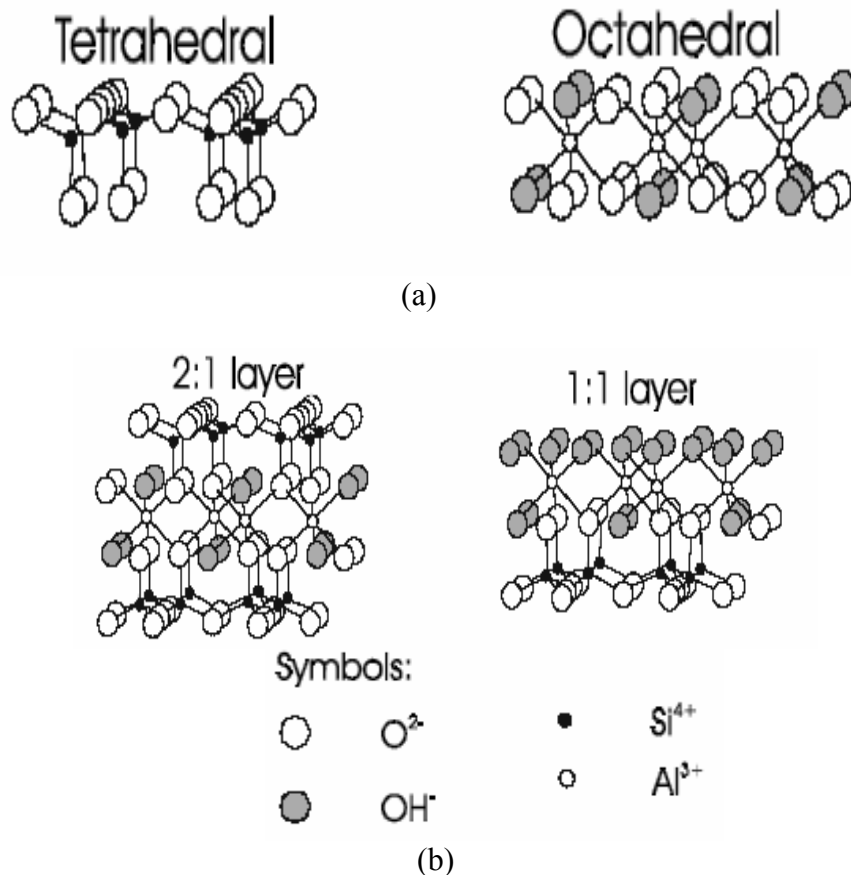 Tetrahedral
Octahedral
(a)
2:1 layer
1:1 layer
Symbols:
O²⁻
Si⁴⁺
OH⁻
Al³⁺
(b)